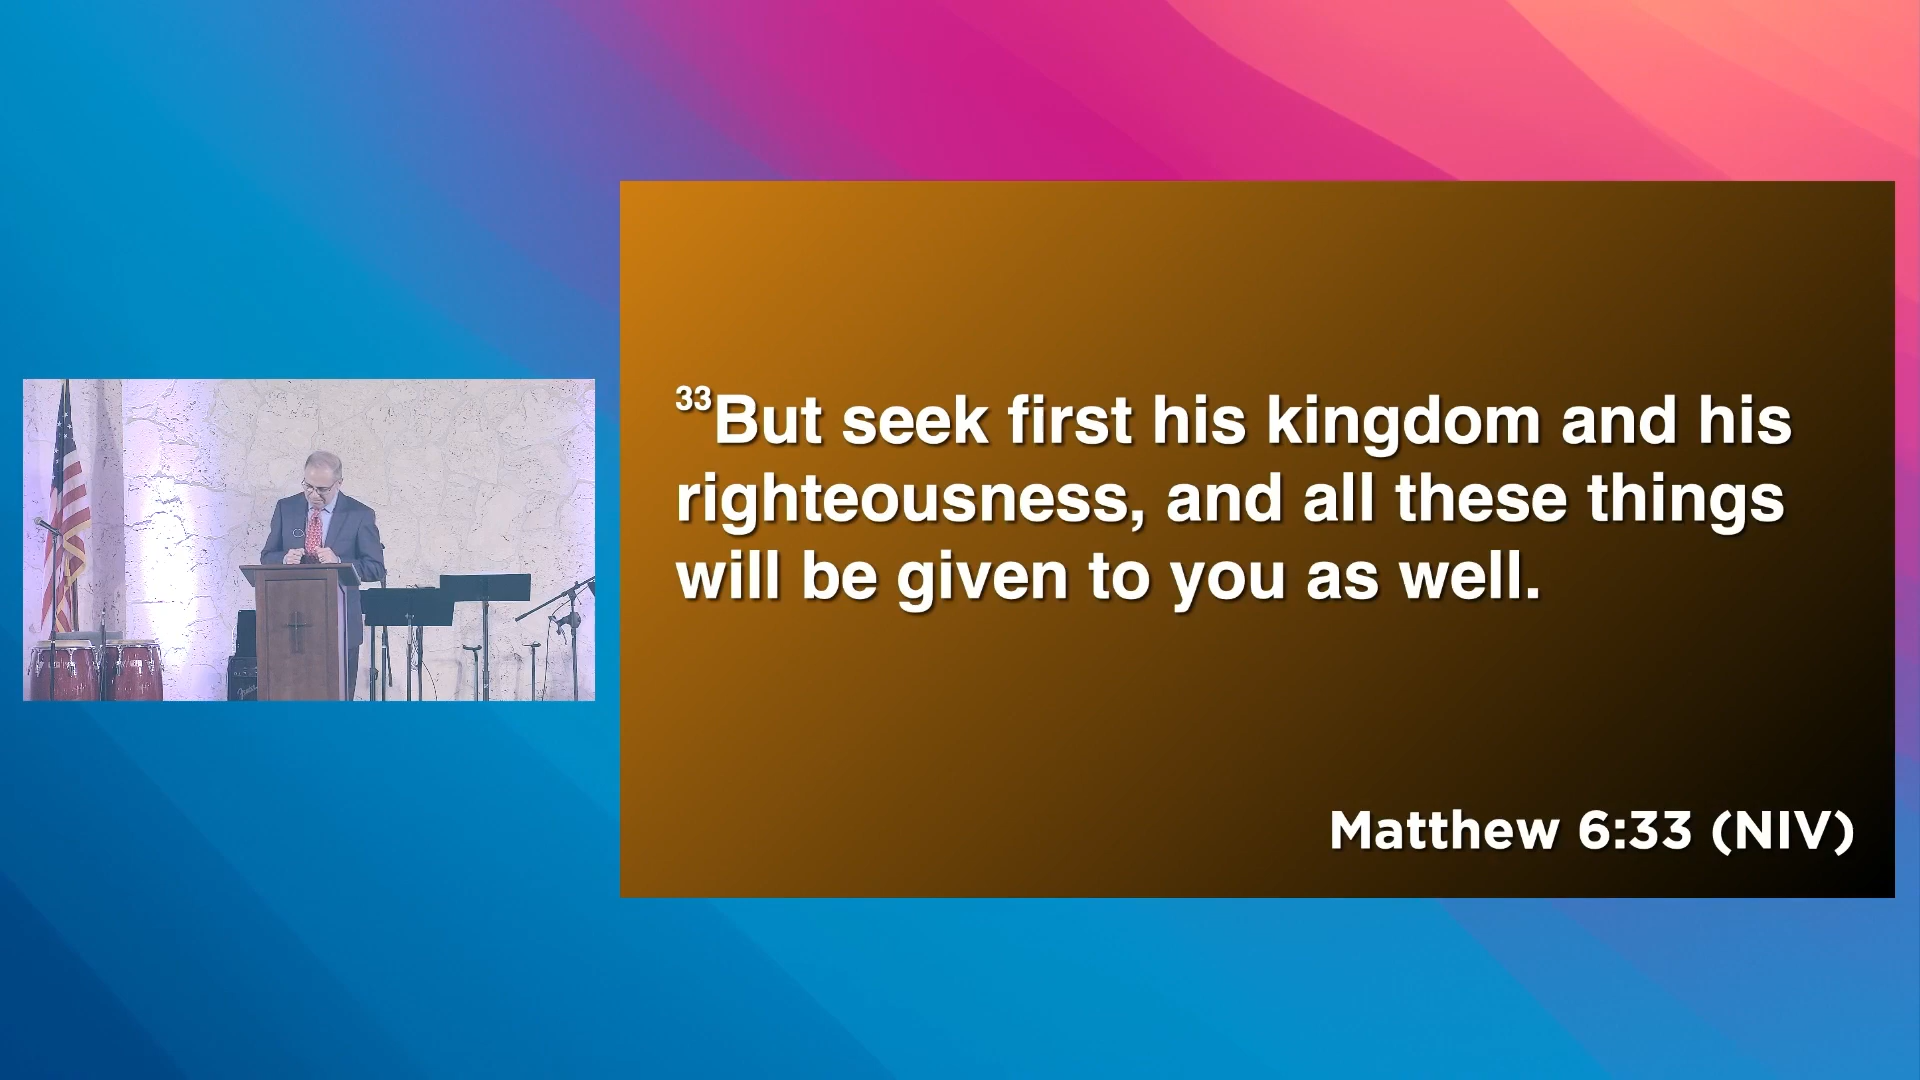 ³³But seek first his kingdom and his
righteousness, and all these things
will be given to you as well.
Matthew 6:33 (NIV)
Fender